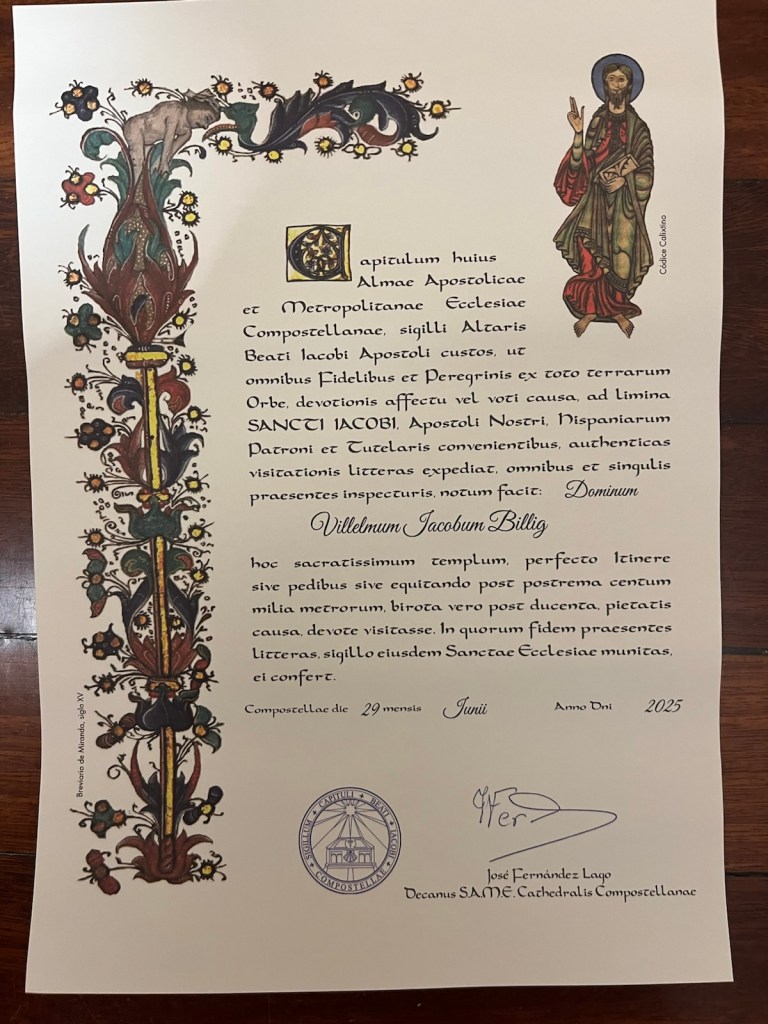 Capitulum huius
Almae Apostolicae
et Metropolitanae Ecclesiae
Compostellanae, sigilli Altaris
Beati Iacobi Apostoli custos, ut
omnibus Fidelibus et Peregrinis ex toto terrarum
Orbe, devotionis affectu vel voti causa, ad limina
SANCTI IACOBI, Apostoli Nostri, Hispaniarum
Patroni et Tutelaris convenientibus, authenticas
visitationis litteras expediat, omnibus et singulis
praesentes inspecturis, notum facit: Dominum
Villelmum Jacobum Billig
hoc sacratissimum templum, perfecto Itinere
sive pedibus sive equitando post postrema centum
milia metrorum, birota vero post ducenta, pietatis
causa, devote visitasse. In quorum fidem praesentes
litteras, sigillo eiusdem Sanctae Ecclesiae munitas,
ei confert.
Compostellae die 29 mensis Junii Anno Dni 2025
SIGILLUM + CAPITULI + BEATI + IACOBI + COMPOSTELLAE +
José Fernández Lago
Decanus S.A.M.E. Cathedralis Compostellanae
Códice Calixtino
Breviario de Miranda, siglo XV